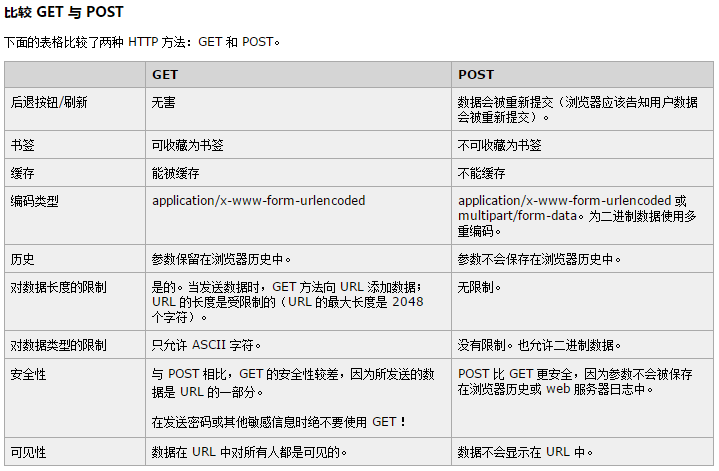 比较 GET 与 POST
下面的表格比较了两种 HTTP 方法：GET 和 POST。
GET POST
后退按钮/刷新 无害 数据会被重新提交（浏览器应该告知用户数据
会被重新提交）。
书签 可收藏为书签 不可收藏为书签
缓存 能被缓存 不能缓存
编码类型 application/x-www-form-urlencoded application/x-www-form-urlencoded 或
multipart/form-data。为二进制数据使用多
重编码。
历史 参数保留在浏览器历史中。 参数不会保存在浏览器历史中。
对数据长度的限制 是的。当发送数据时，GET 方法向 URL 添加数据； 无限制。
URL 的长度是受限制的（URL 的最大长度是 2048
个字符）。
对数据类型的限制 只允许 ASCII 字符。 没有限制。也允许二进制数据。
安全性 与 POST 相比，GET 的安全性较差，因为所发送的数 POST 比 GET 更安全，因为参数不会被保存
据是 URL 的一部分。 在浏览器历史或 web 服务器日志中。
在发送密码或其他敏感信息时绝不要使用 GET ！
可见性 数据在 URL 中对所有人都是可见的。 数据不会显示在 URL 中。